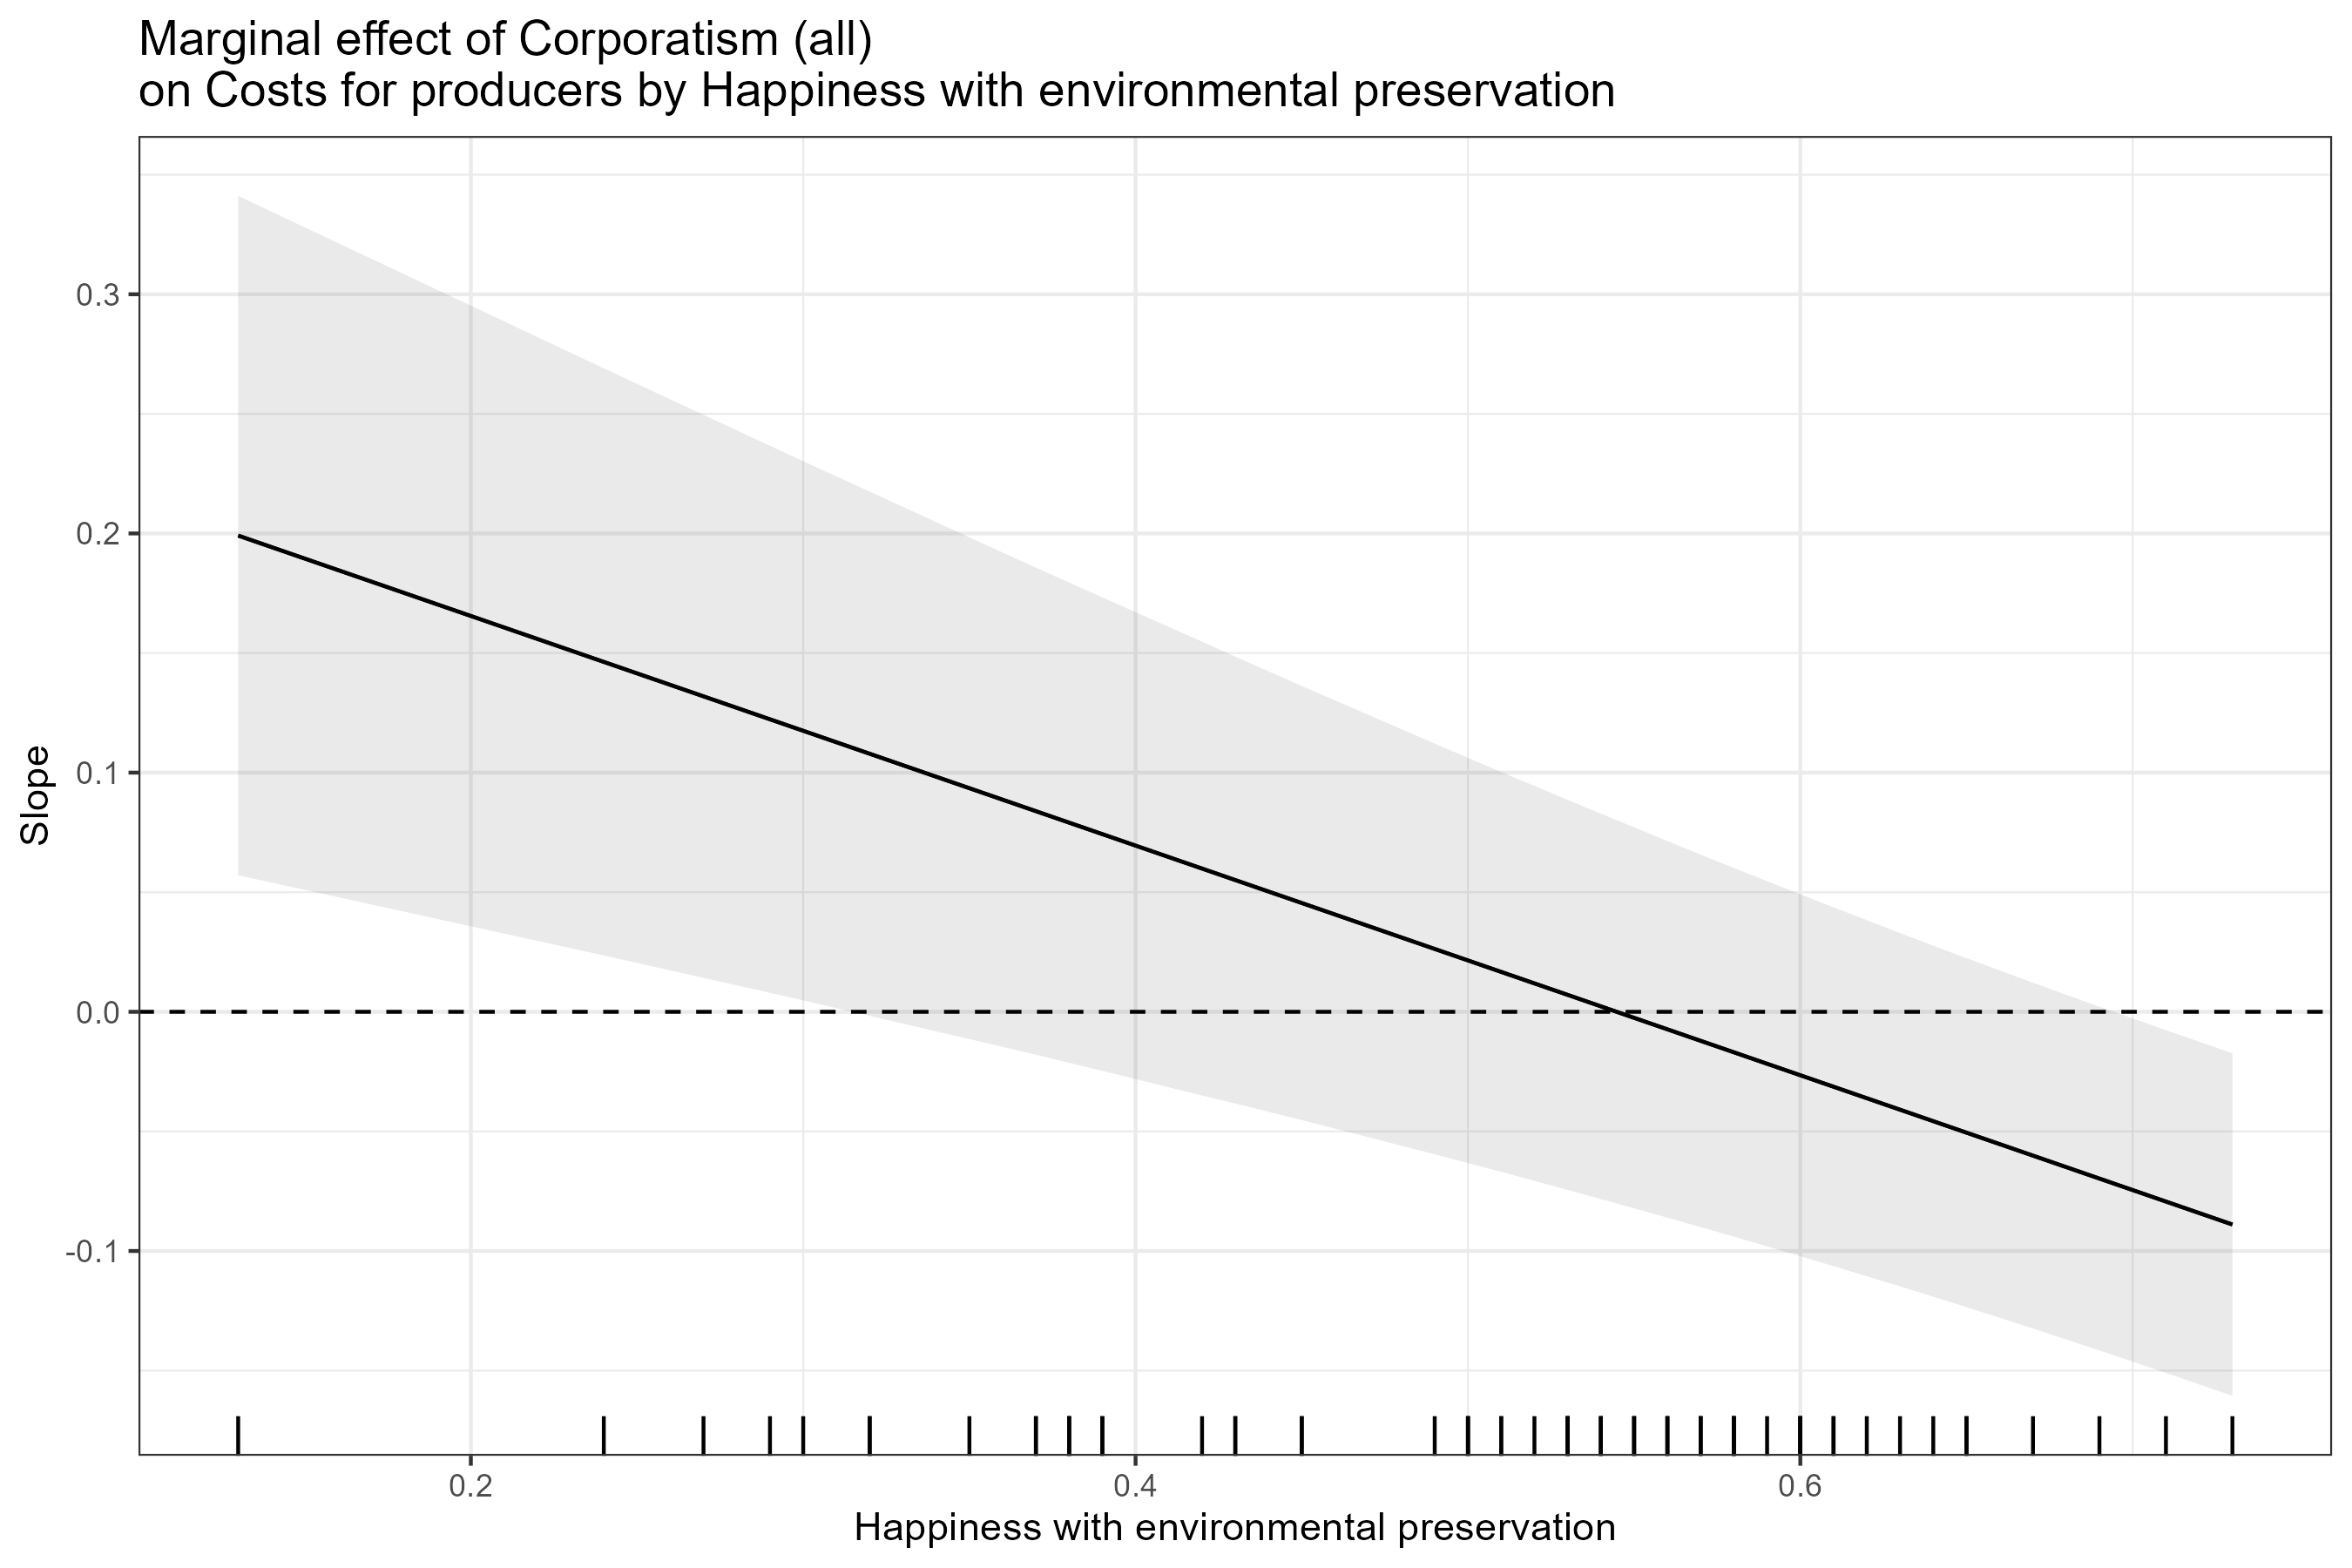 Marginal effect of Corporatism (all)
on Costs for producers by Happiness with environmental preservation
Slope
0.3
0.2
0.1
0.0
-0.1
0.2
0.4
0.6
Happiness with environmental preservation